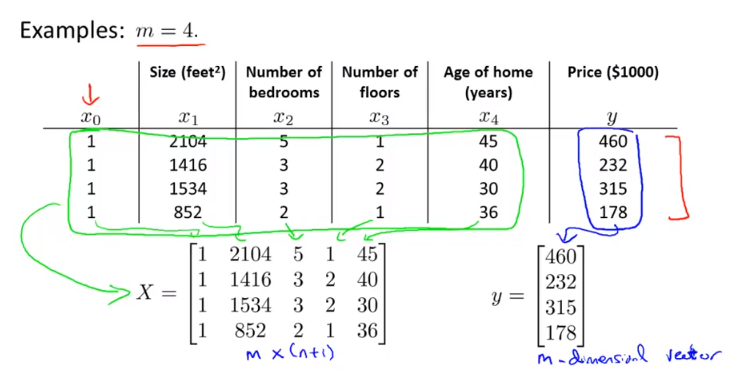 Examples: m = 4.
Size (feet²) Number of bedrooms Number of floors Age of home (years) Price ($1000)
x₀ x₁ x₂ x₃ x₄ y
1 2104 5 1 45 460
1 1416 3 2 40 232
1 1534 3 2 30 315
1 852 2 1 36 178
X = [1 2104 5 1 45] y = [460]
[1 1416 3 2 40] [232]
[1 1534 3 2 30] [315]
[1 852 2 1 36] [178]
m x (n+1) m-dimensional vector